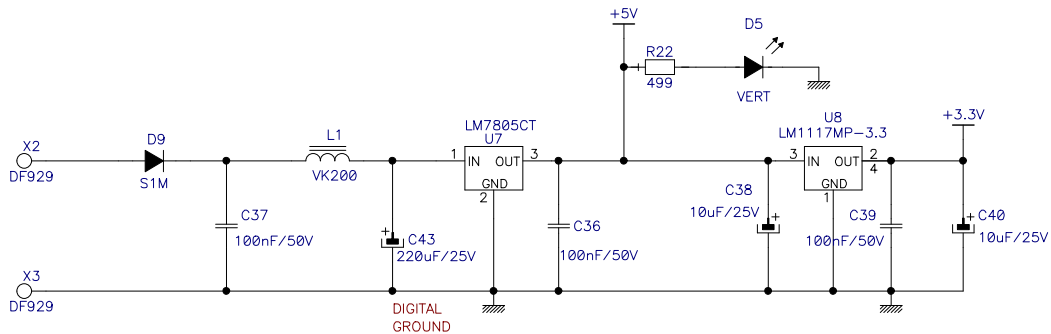 +5V
D5
R22
499
VERT
X2
DF929
D9
S1M
L1
VK200
LM7805CT
U7
1
IN
OUT
3
GND
2
U8
LM1117MP-3.3
3
IN
OUT
2
4
GND
1
+3.3V
C37
100nF/50V
+
C43
220uF/25V
C36
100nF/50V
C38
10uF/25V
+
C39
100nF/50V
+
C40
10uF/25V
X3
DF929
DIGITAL
GROUND